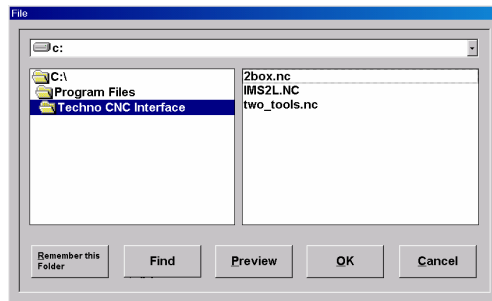 File
c:
C:\
Program Files
Techno CNC Interface
2box.nc
IMS2L.NC
two_tools.nc
Remember this
Folder
Find
Preview
OK
Cancel